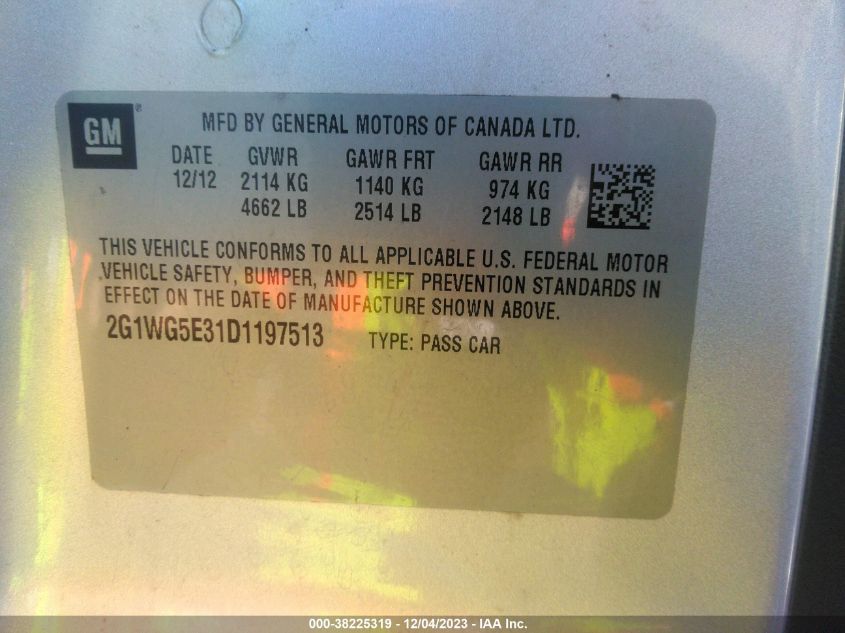 GM® MFD BY GENERAL MOTORS OF CANADA LTD.
DATE GVWR GAWR FRT GAWR RR
12/12 2114 KG 1140 KG 974 KG
4662 LB 2514 LB 2148 LB
THIS VEHICLE CONFORMS TO ALL APPLICABLE U.S. FEDERAL MOTOR
VEHICLE SAFETY, BUMPER, AND THEFT PREVENTION STANDARDS IN
EFFECT ON THE DATE OF MANUFACTURE SHOWN ABOVE.
2G1WG5E31D1197513 TYPE: PASS CAR
000-38225319 - 12/04/2023 - IAA Inc.